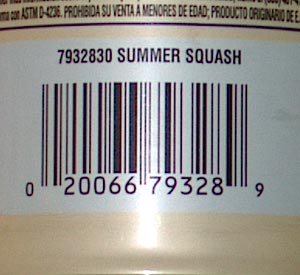 ma con ASTM D-4236. PROHIBIDA SU VENTA A MENORES DE EDAD; PRODUCTO ORIGINARIO DE
7932830 SUMMER SQUASH
0 20066 79328 9